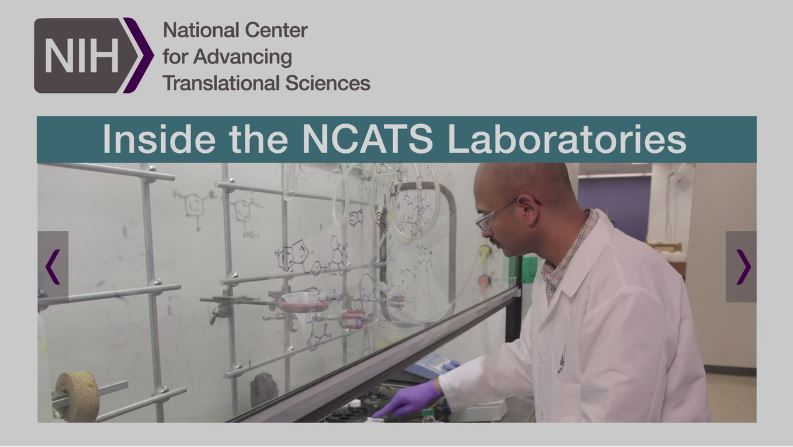 NIH
National Center
for Advancing
Translational Sciences
Inside the NCATS Laboratories